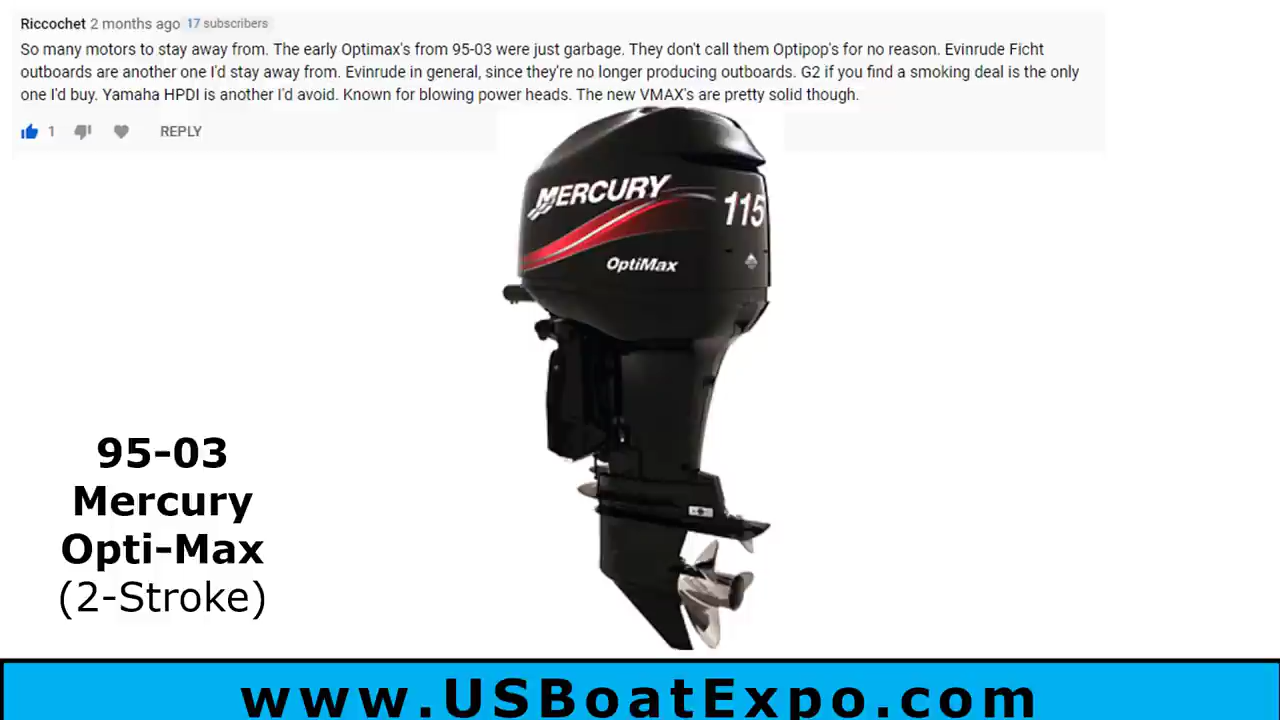 Riccochet 2 months ago 17 subscribers
So many motors to stay away from. The early Optimax's from 95-03 were just garbage. They don't call them Optipop's for no reason. Evinrude Ficht
outboards are another one I'd stay away from. Evinrude in general, since they're no longer producing outboards. G2 if you find a smoking deal is the only
one I'd buy. Yamaha HPDI is another I'd avoid. Known for blowing power heads. The new VMAX's are pretty solid though.
1 REPLY
MERCURY
115
OptiMax
95-03
Mercury
Opti-Max
(2-Stroke)
www.USBoatExpo.com